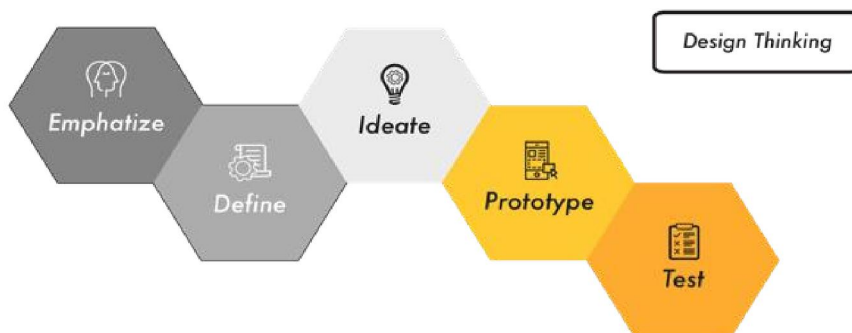 Design Thinking
Emphatize
Define
Ideate
Prototype
Test